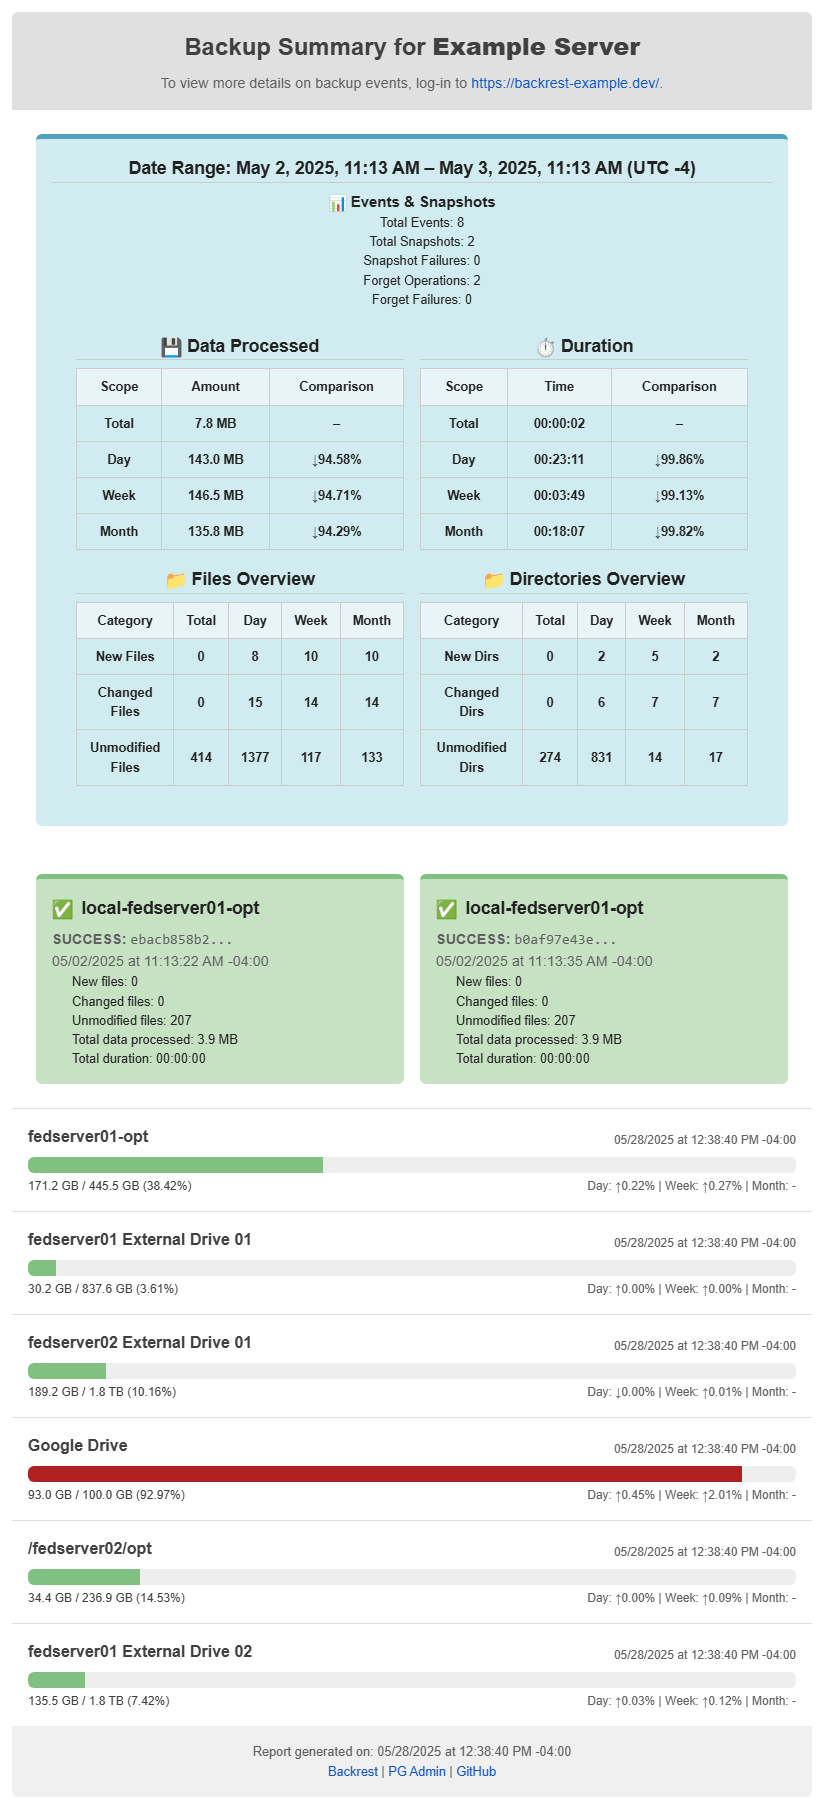 Backup Summary for Example Server
To view more details on backup events, log-in to https://backrest-example.dev/.
Date Range: May 2, 2025, 11:13 AM – May 3, 2025, 11:13 AM (UTC -4)
📊 Events & Snapshots
Total Events: 8
Total Snapshots: 2
Snapshot Failures: 0
Forget Operations: 2
Forget Failures: 0
💾 Data Processed
Scope Amount Comparison
Total 7.8 MB –
Day 143.0 MB ↓94.58%
Week 146.5 MB ↓94.71%
Month 135.8 MB ↓94.29%
⏱️ Duration
Scope Time Comparison
Total 00:00:02 –
Day 00:23:11 ↓99.86%
Week 00:03:49 ↓99.13%
Month 00:18:07 ↓99.82%
📁 Files Overview
Category Total Day Week Month
New Files 0 8 10 10
Changed
Files 0 15 14 14
Unmodified
Files 414 1377 117 133
📁 Directories Overview
Category Total Day Week Month
New Dirs 0 2 5 2
Changed
Dirs 0 6 7 7
Unmodified
Dirs 274 831 14 17
✅ local-fedserver01-opt
SUCCESS: ebacb858b2...
05/02/2025 at 11:13:22 AM -04:00
New files: 0
Changed files: 0
Unmodified files: 207
Total data processed: 3.9 MB
Total duration: 00:00:00
✅ local-fedserver01-opt
SUCCESS: b0af97e43e...
05/02/2025 at 11:13:35 AM -04:00
New files: 0
Changed files: 0
Unmodified files: 207
Total data processed: 3.9 MB
Total duration: 00:00:00
fedserver01-opt 05/28/2025 at 12:38:40 PM -04:00
171.2 GB / 445.5 GB (38.42%) Day: ↑0.22% | Week: ↑0.27% | Month: -
fedserver01 External Drive 01 05/28/2025 at 12:38:40 PM -04:00
30.2 GB / 837.6 GB (3.61%) Day: ↑0.00% | Week: ↑0.00% | Month: -
fedserver02 External Drive 01 05/28/2025 at 12:38:40 PM -04:00
189.2 GB / 1.8 TB (10.16%) Day: ↓0.00% | Week: ↑0.01% | Month: -
Google Drive 05/28/2025 at 12:38:40 PM -04:00
93.0 GB / 100.0 GB (92.97%) Day: ↑0.45% | Week: ↑2.01% | Month: -
/fedserver02/opt 05/28/2025 at 12:38:40 PM -04:00
34.4 GB / 236.9 GB (14.53%) Day: ↑0.00% | Week: ↑0.09% | Month: -
fedserver01 External Drive 02 05/28/2025 at 12:38:40 PM -04:00
135.5 GB / 1.8 TB (7.42%) Day: ↑0.03% | Week: ↑0.12% | Month: -
Report generated on: 05/28/2025 at 12:38:40 PM -04:00
Backrest | PG Admin | GitHub